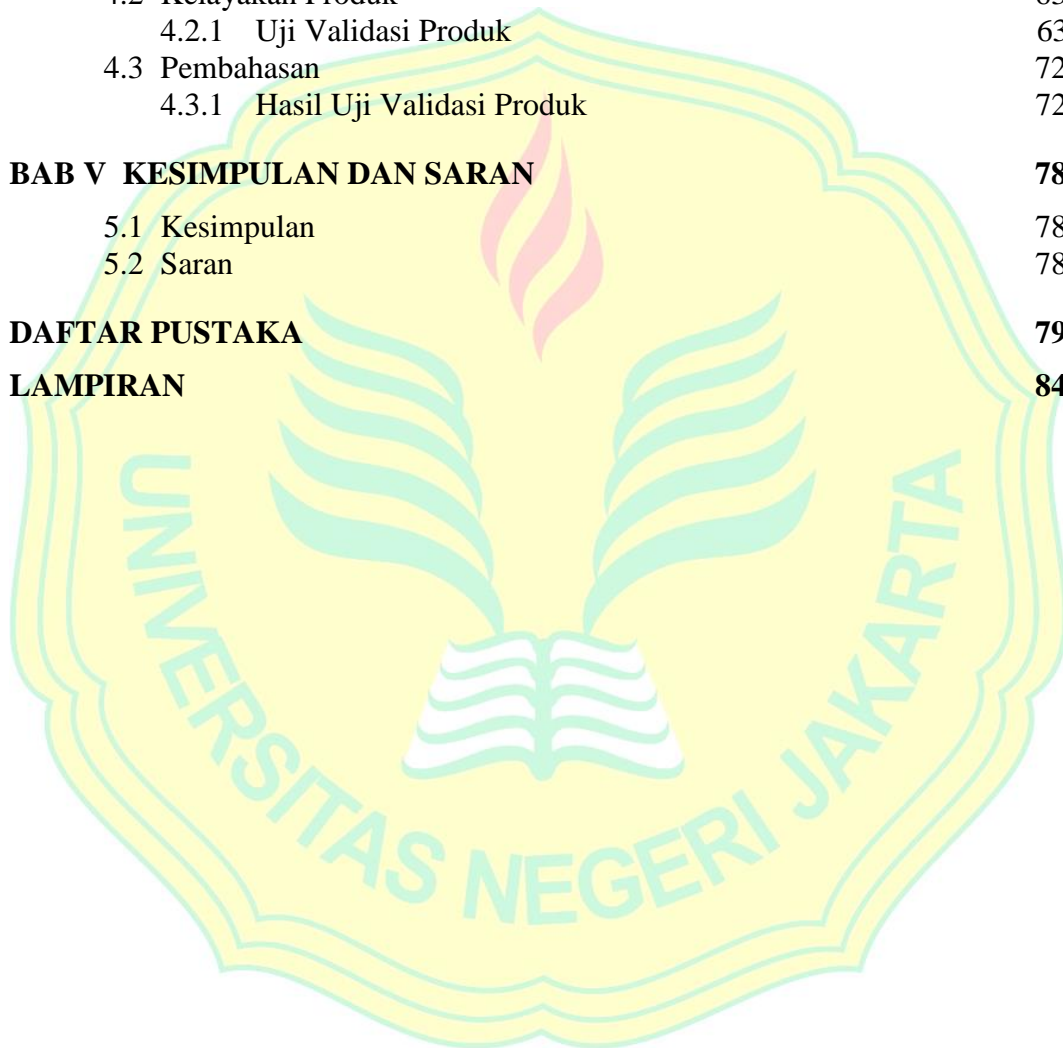 4.2 Kelayakan Produk 63
4.2.1 Uji Validasi Produk 63
4.3 Pembahasan 72
4.3.1 Hasil Uji Validasi Produk 72
BAB V KESIMPULAN DAN SARAN 78
5.1 Kesimpulan 78
5.2 Saran 78
DAFTAR PUSTAKA 79
LAMPIRAN 84
UNIVERSITAS NEGERI JAKARTA